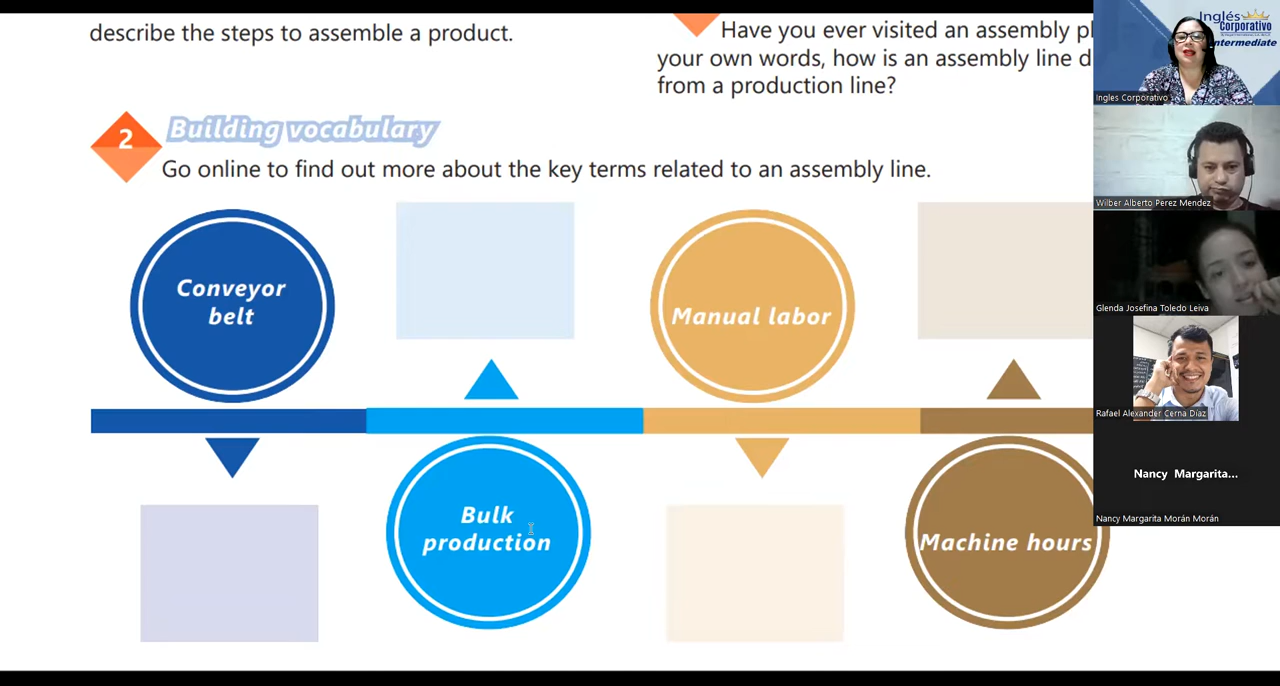 describe the steps to assemble a product.
Have you ever visited an assembly pl
your own words, how is an assembly line d
from a production line?
2
Building vocabulary
Go online to find out more about the key terms related to an assembly line.
Conveyor
belt
Manual labor
Bulk
production
Machine hours
Inglés
Corporativo
Intermediate
Ingles Corporativo
Wilber Alberto Perez Mendez
Glenda Josefina Toledo Leiva
Rafael Alexander Cerna Díaz
Nancy Margarita...
Nancy Margarita Morán Morán